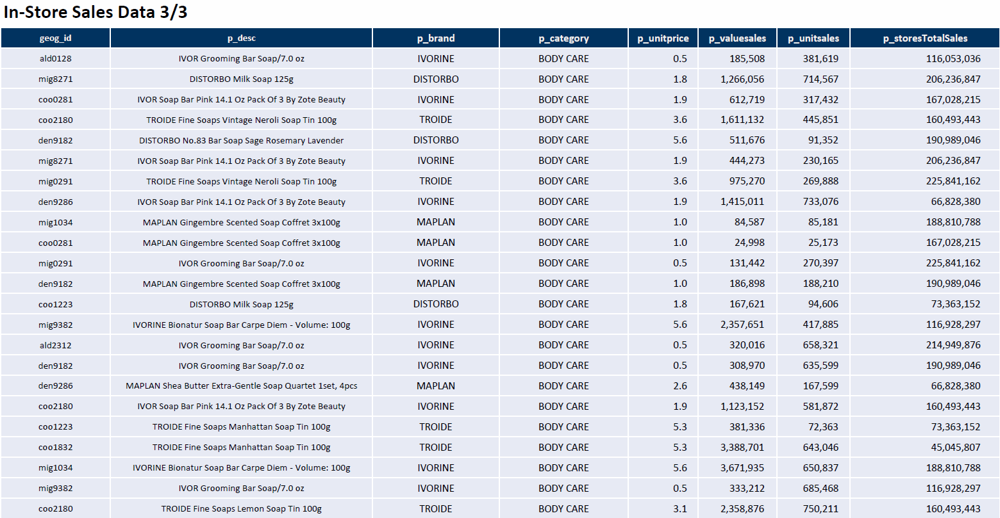 In-Store Sales Data 3/3
geog_id p_desc p_brand p_category p_unitprice p_valuesales p_unitsales p_storesTotalSales
ald0128 IVOR Grooming Bar Soap/7.0 oz IVORINE BODY CARE 0.5 185,508 381,619 116,053,036
mig8271 DISTORBO Milk Soap 125g DISTORBO BODY CARE 1.8 1,266,056 714,567 206,236,847
coo0281 IVOR Soap Bar Pink 14.1 Oz Pack Of 3 By Zote Beauty IVORINE BODY CARE 1.9 612,719 317,432 167,028,215
coo2180 TROIDE Fine Soaps Vintage Neroli Soap Tin 100g TROIDE BODY CARE 3.6 1,611,132 445,851 160,493,443
den9182 DISTORBO No.83 Bar Soap Sage Rosemary Lavender DISTORBO BODY CARE 5.6 511,676 91,352 190,989,046
mig8271 IVOR Soap Bar Pink 14.1 Oz Pack Of 3 By Zote Beauty IVORINE BODY CARE 1.9 444,273 230,165 206,236,847
mig0291 TROIDE Fine Soaps Vintage Neroli Soap Tin 100g TROIDE BODY CARE 3.6 975,270 269,888 225,841,162
den9286 IVOR Soap Bar Pink 14.1 Oz Pack Of 3 By Zote Beauty IVORINE BODY CARE 1.9 1,415,011 733,076 66,828,380
mig1034 MAPLAN Gingembre Scented Soap Coffret 3x100g MAPLAN BODY CARE 1.0 84,587 85,181 188,810,788
coo0281 MAPLAN Gingembre Scented Soap Coffret 3x100g MAPLAN BODY CARE 1.0 24,998 25,173 167,028,215
mig0291 IVOR Grooming Bar Soap/7.0 oz IVORINE BODY CARE 0.5 131,442 270,397 225,841,162
den9182 MAPLAN Gingembre Scented Soap Coffret 3x100g MAPLAN BODY CARE 1.0 186,898 188,210 190,989,046
coo1223 DISTORBO Milk Soap 125g DISTORBO BODY CARE 1.8 167,621 94,606 73,363,152
mig9382 IVORINE Bionatur Soap Bar Carpe Diem - Volume: 100g IVORINE BODY CARE 5.6 2,357,651 417,885 116,928,297
ald2312 IVOR Grooming Bar Soap/7.0 oz IVORINE BODY CARE 0.5 320,016 658,321 214,949,876
den9182 IVOR Grooming Bar Soap/7.0 oz IVORINE BODY CARE 0.5 308,970 635,599 190,989,046
den9286 MAPLAN Shea Butter Extra-Gentle Soap Quartet 1set, 4pcs MAPLAN BODY CARE 2.6 438,149 167,599 66,828,380
coo2180 IVOR Soap Bar Pink 14.1 Oz Pack Of 3 By Zote Beauty IVORINE BODY CARE 1.9 1,123,152 581,872 160,493,443
coo1223 TROIDE Fine Soaps Manhattan Soap Tin 100g TROIDE BODY CARE 5.3 381,336 72,363 73,363,152
coo1832 TROIDE Fine Soaps Manhattan Soap Tin 100g TROIDE BODY CARE 5.3 3,388,701 643,046 45,045,807
mig1034 IVORINE Bionatur Soap Bar Carpe Diem - Volume: 100g IVORINE BODY CARE 5.6 3,671,935 650,837 188,810,788
mig9382 IVOR Grooming Bar Soap/7.0 oz IVORINE BODY CARE 0.5 333,212 685,468 116,928,297
coo2180 TROIDE Fine Soaps Lemon Soap Tin 100g TROIDE BODY CARE 3.1 2,358,876 750,211 160,493,443